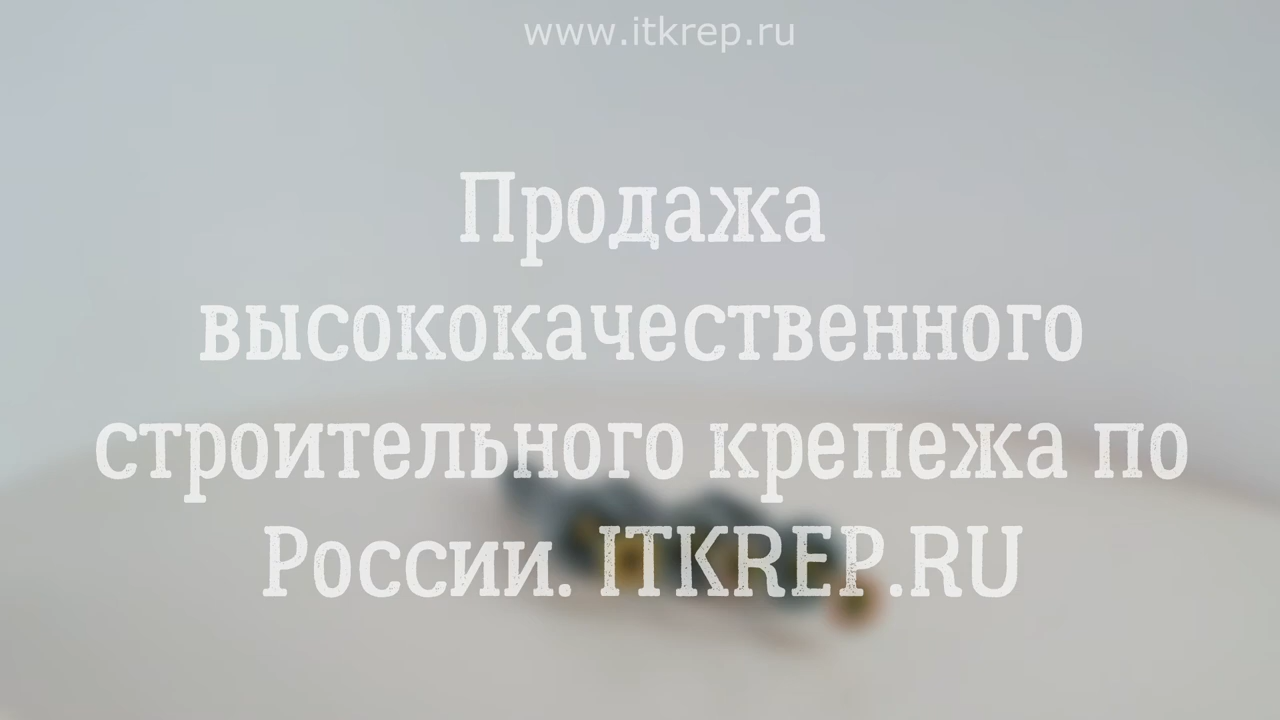 www.itkrep.ru
Продажа
высококачественного
строительного крепежа по
России. ITKREP.RU